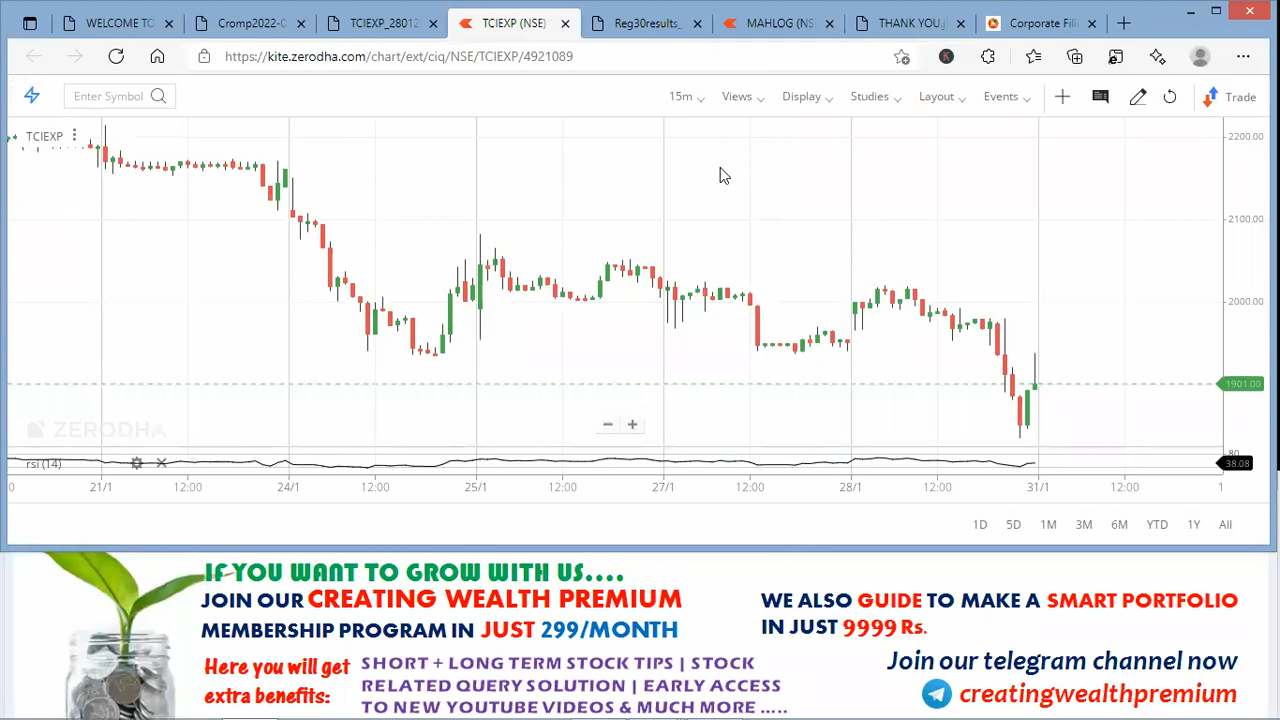 WELCOME TO
Cromp2022-0
TCIEXP_28012
TCIEXP (NSE)
Reg30results_
MAHLOG (NS
THANK YOU.j
Corporate Fili
https://kite.zerodha.com/chart/ext/ciq/NSE/TCIEXP/4921089
K
Enter Symbol
15m
Views
Display
Studies
Layout
Events
Trade
TCIEXP
2200.00
2100.00
2000.00
1901.00
ZERODHA
rsi (14)
80
38.08
0
21/1
12:00
24/1
12:00
25/1
12:00
27/1
12:00
28/1
12:00
31/1
12:00
1
1D
5D
1M
3M
6M
YTD
1Y
All
IF YOU WANT TO GROW WITH US....
JOIN OUR CREATING WEALTH PREMIUM
MEMBERSHIP PROGRAM IN JUST 299/MONTH
WE ALSO GUIDE TO MAKE A SMART PORTFOLIO
IN JUST 9999 Rs.
Here you will get
extra benefits:
SHORT + LONG TERM STOCK TIPS | STOCK
RELATED QUERY SOLUTION | EARLY ACCESS
TO NEW YOUTUBE VIDEOS & MUCH MORE .....
Join our telegram channel now
creatingwealthpremium